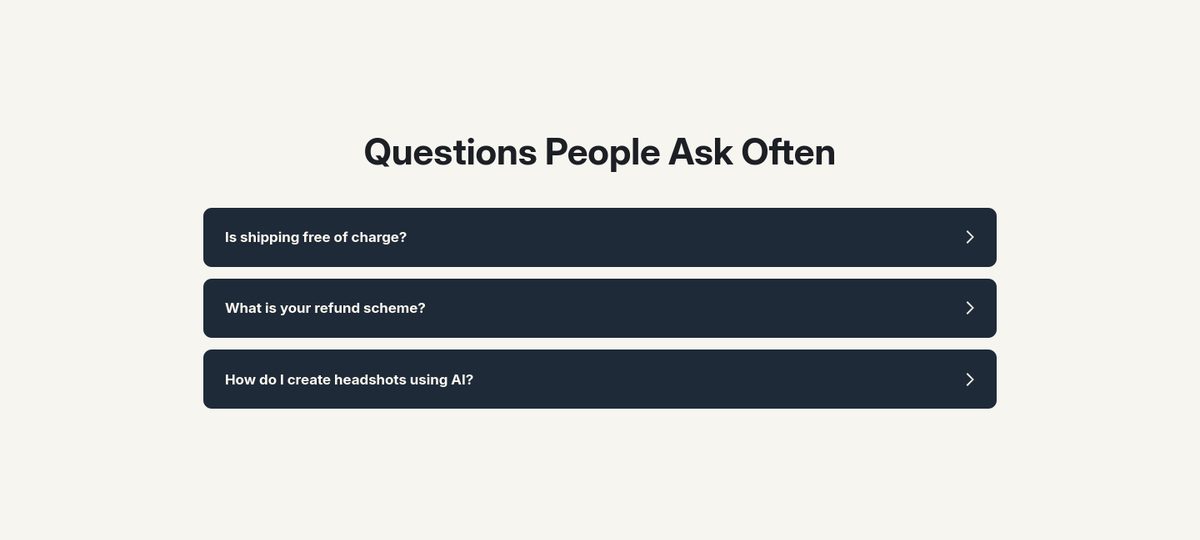 Questions People Ask Often
Is shipping free of charge?
What is your refund scheme?
How do I create headshots using AI?